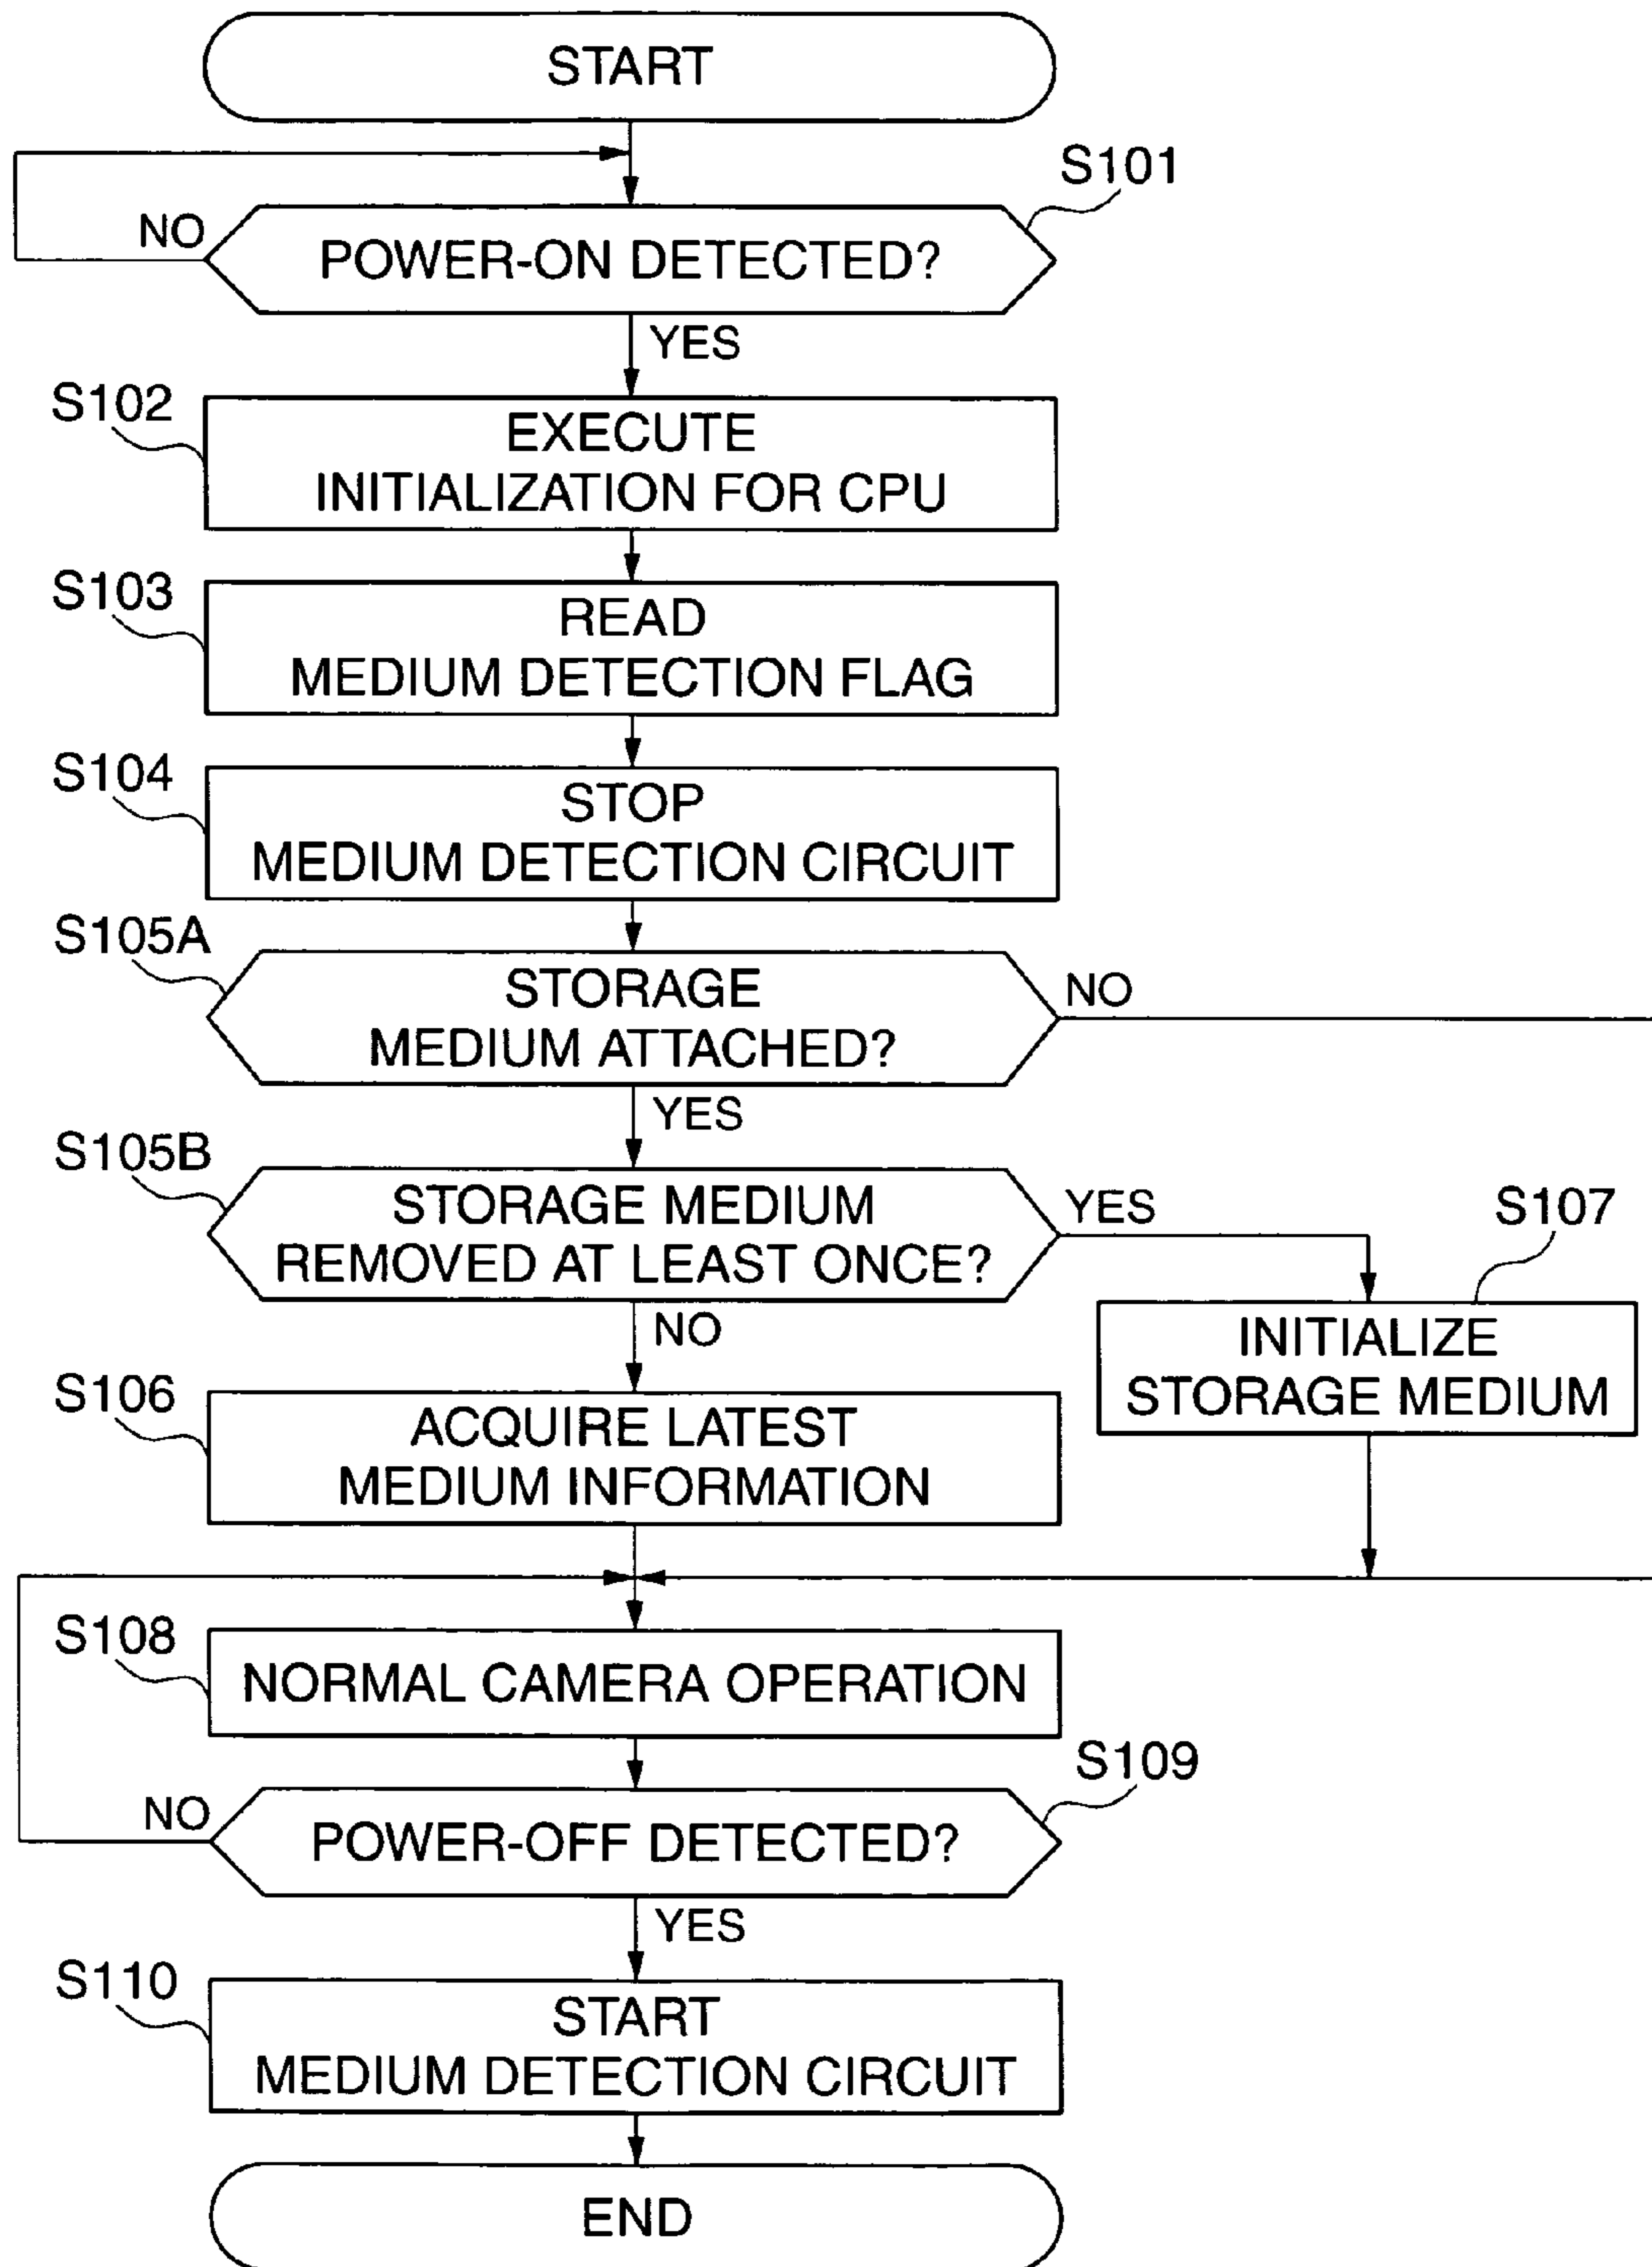 START
S101
NO
POWER-ON DETECTED?
YES
S102
EXECUTE
INITIALIZATION FOR CPU
S103
READ
MEDIUM DETECTION FLAG
S104
STOP
MEDIUM DETECTION CIRCUIT
S105A
STORAGE
MEDIUM ATTACHED?
NO
YES
S105B
STORAGE MEDIUM
REMOVED AT LEAST ONCE?
YES
S107
INITIALIZE
STORAGE MEDIUM
NO
S106
ACQUIRE LATEST
MEDIUM INFORMATION
S108
NORMAL CAMERA OPERATION
S109
NO
POWER-OFF DETECTED?
YES
S110
START
MEDIUM DETECTION CIRCUIT
END